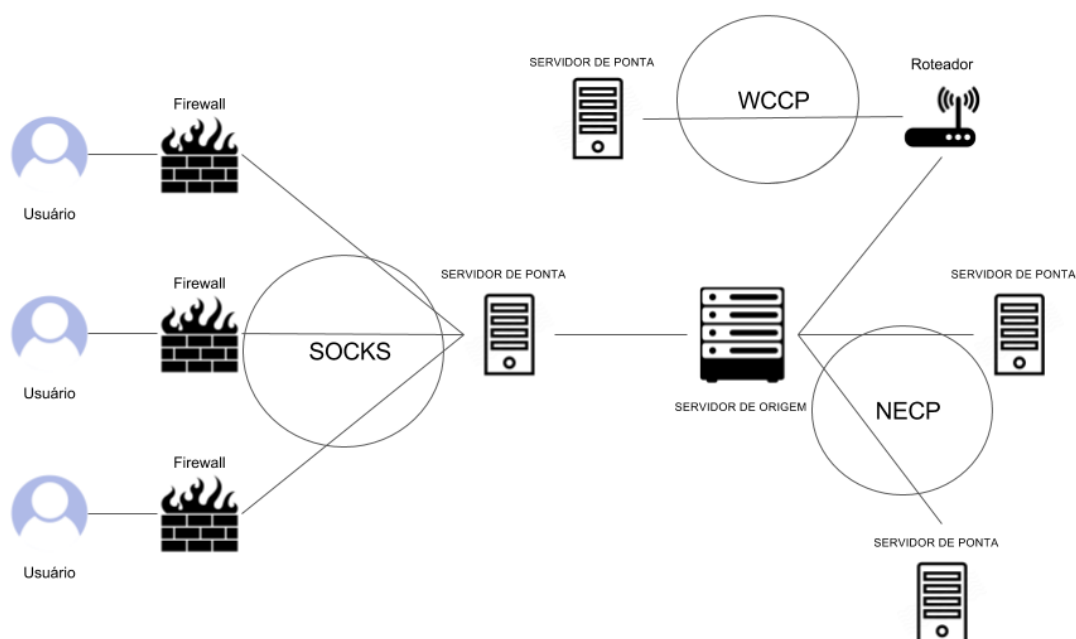 SERVIDOR DE PONTA
Roteador
WCCP
Firewall
Usuário
SERVIDOR DE PONTA
SERVIDOR DE PONTA
Firewall
SOCKS
Usuário
SERVIDOR DE ORIGEM
NECP
Firewall
SERVIDOR DE PONTA
Usuário